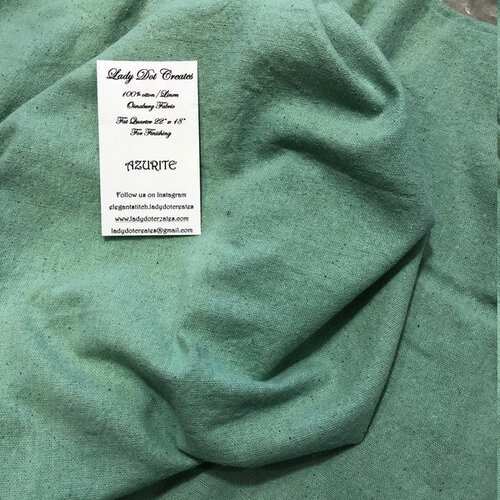 Lady Dot Creates
100% otton / Linen
Osnaburg Fabric
Fat Quarter 22" x 18"
For Finishing
AZURITE
Follow us on Instagram
elegantstitch.ladydotcreates
www.ladydotcreates.com
ladydotcreates@gmail.com